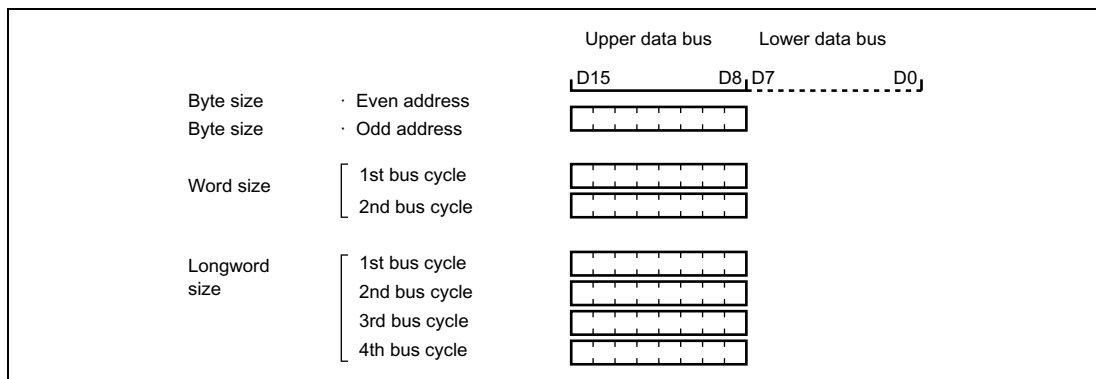 Upper data bus Lower data bus
D15 D8 D7 D0
Byte size · Even address
Byte size · Odd address
Word size
1st bus cycle
2nd bus cycle
Longword size
1st bus cycle
2nd bus cycle
3rd bus cycle
4th bus cycle